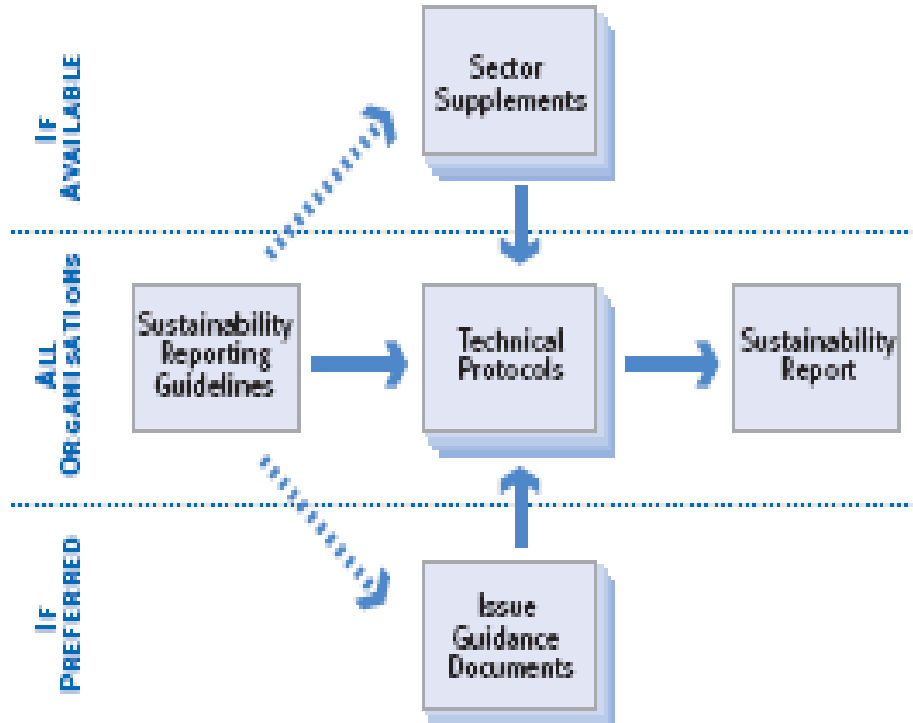 IF
AVAILABLE
Sector
Supplements
ALL
ORGANISATIONS
Sustainability
Reporting
Guidelines
Technical
Protocols
Sustainability
Report
IF
PREFERRED
Issue
Guidance
Documents